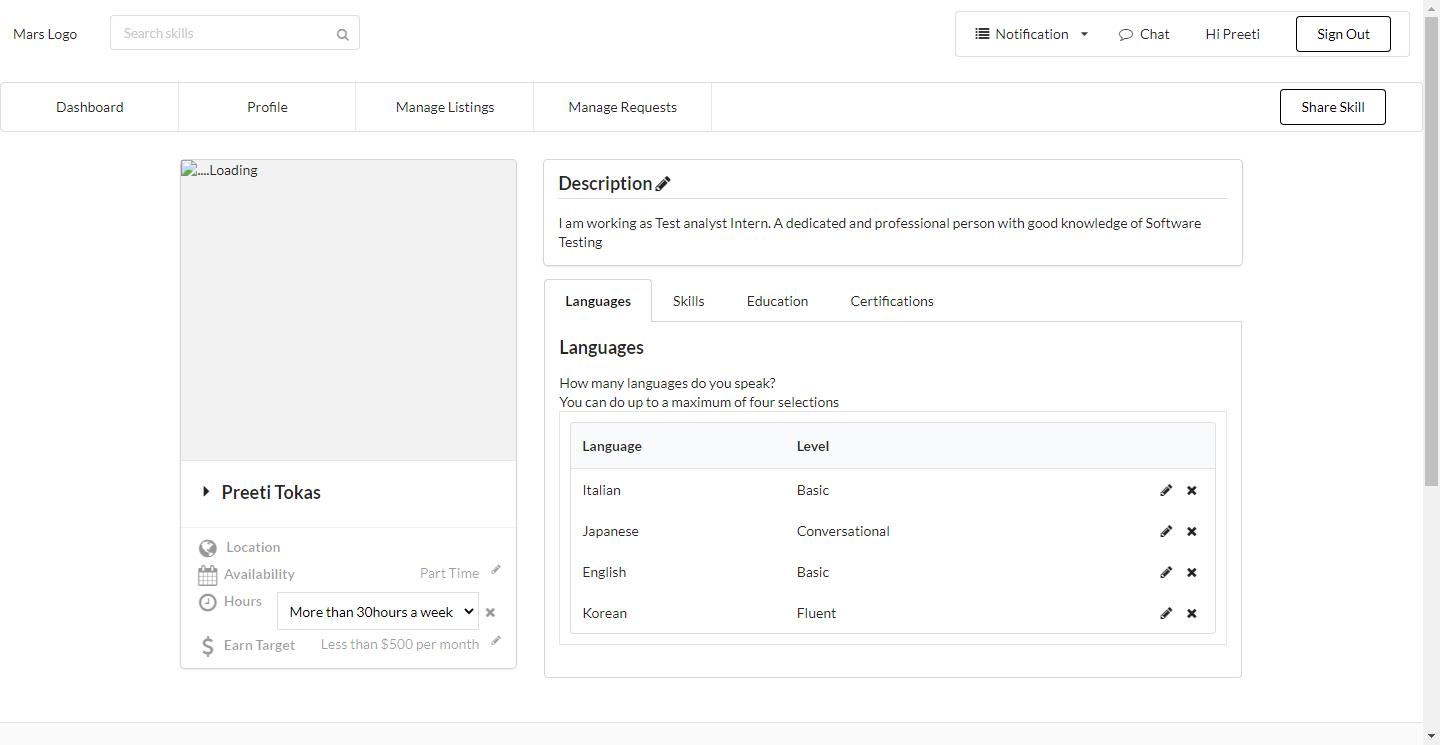 Mars Logo
Search skills
Notification
Chat
Hi Preeti
Sign Out
Dashboard
Profile
Manage Listings
Manage Requests
Share Skill
....Loading
Preeti Tokas
Location
Availability
Part Time
Hours
More than 30hours a week
Earn Target
Less than $500 per month
Description
I am working as Test analyst Intern. A dedicated and professional person with good knowledge of Software
Testing
Languages
Skills
Education
Certifications
Languages
How many languages do you speak?
You can do up to a maximum of four selections
Language Level
Italian Basic
Japanese Conversational
English Basic
Korean Fluent